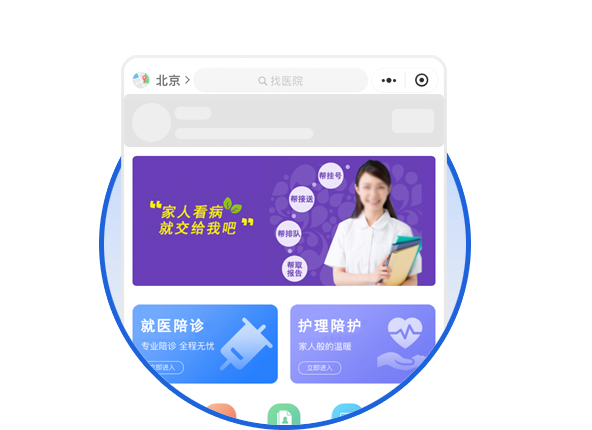 北京
找医院
帮挂号
帮接送
帮排队
帮取
报告
“家人看病
就交给我吧”
就医陪诊
专业陪诊 全程无忧
立即进入
护理陪护
家人般的温暖
立即进入